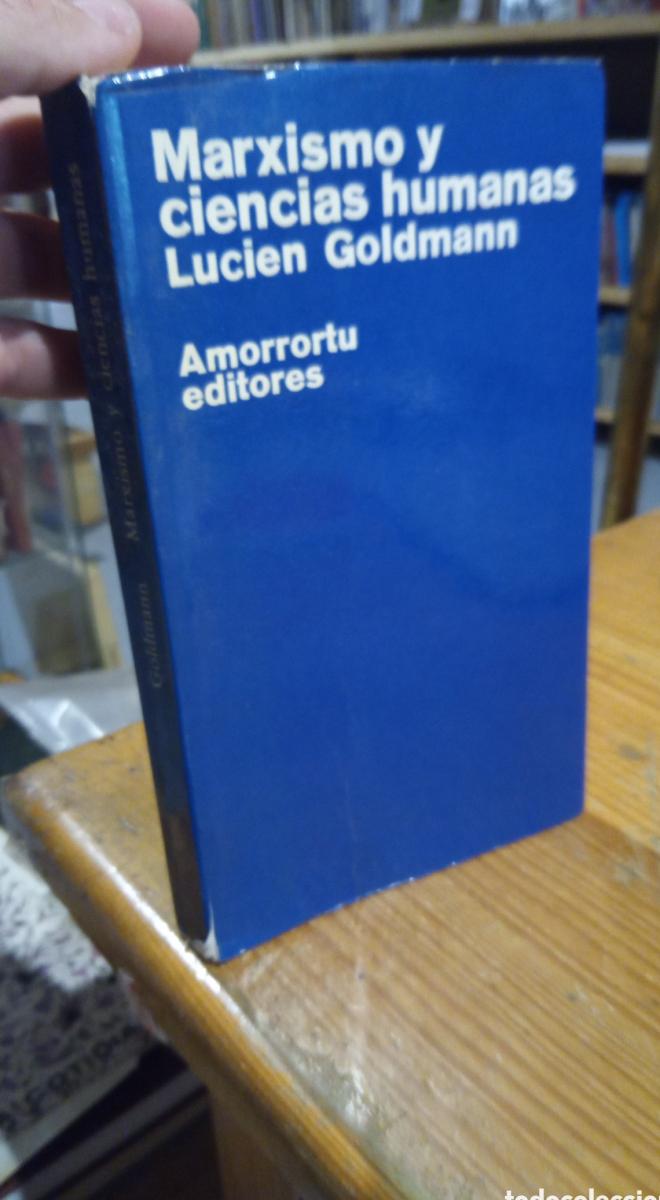 Marxismo y
ciencias humanas
Lucien Goldmann
Amorrortu
editores
Goldmann Marxismo y ciencias humanas